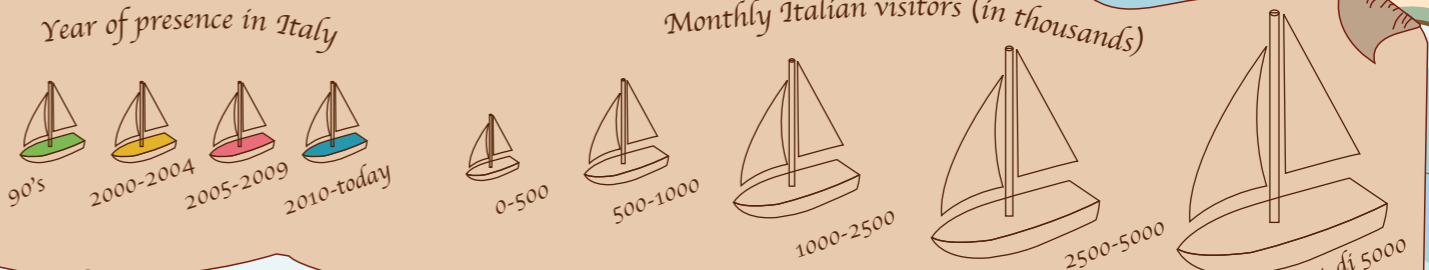 Year of presence in Italy
Monthly Italian visitors (in thousands)
90's
2000-2004
2005-2009
2010-today
0-500
500-1000
1000-2500
2500-5000
di 5000